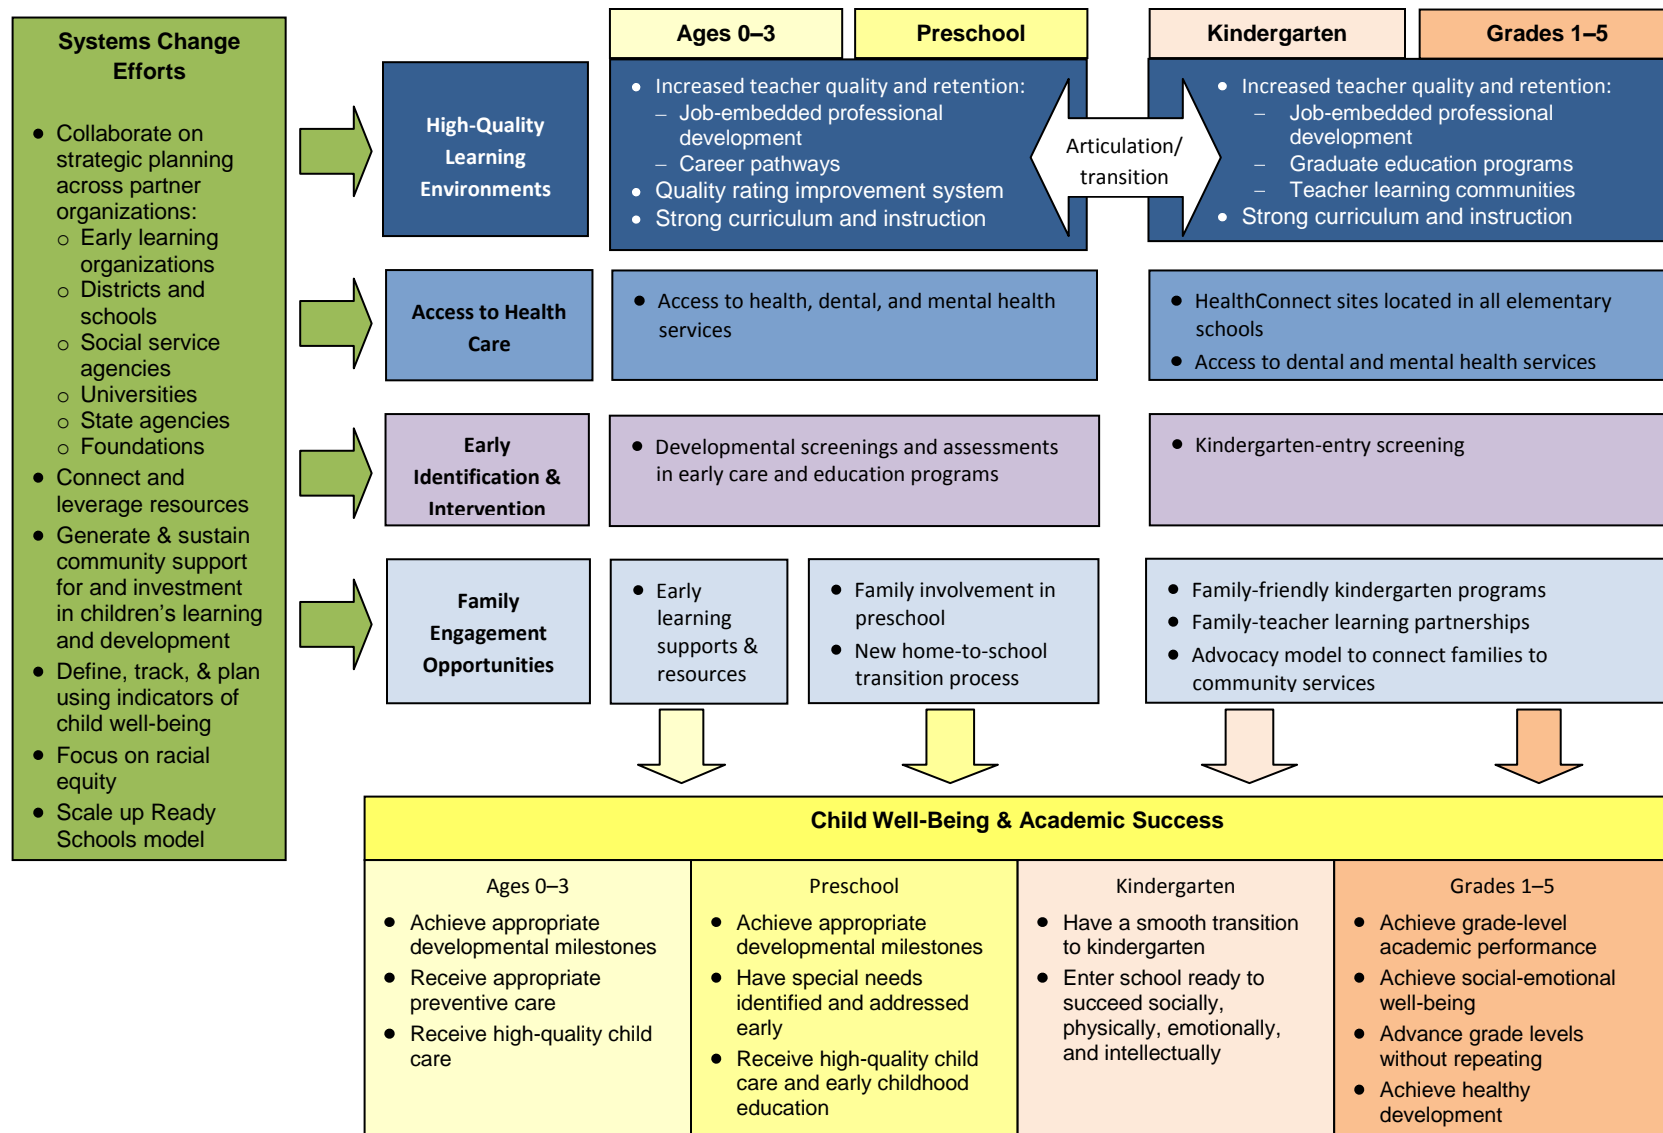 Systems Change
Efforts
• Collaborate on
strategic planning
across partner
organizations:
o Early learning
organizations
o Districts and
schools
o Social service
agencies
o Universities
o State agencies
o Foundations
• Connect and
leverage resources
• Generate & sustain
community support
for and investment
in children’s learning
and development
• Define, track, & plan
using indicators of
child well-being
• Focus on racial
equity
• Scale up Ready
Schools model
Ages 0–3
Preschool
Kindergarten
Grades 1–5
High-Quality
Learning
Environments
• Increased teacher quality and retention:
– Job-embedded professional
development
– Career pathways
• Quality rating improvement system
• Strong curriculum and instruction
Articulation/
transition
• Increased teacher quality and retention:
– Job-embedded professional
development
– Graduate education programs
– Teacher learning communities
• Strong curriculum and instruction
Access to Health
Care
• Access to health, dental, and mental health
services
• HealthConnect sites located in all elementary
schools
• Access to dental and mental health services
Early
Identification &
Intervention
• Developmental screenings and assessments
in early care and education programs
• Kindergarten-entry screening
Family
Engagement
Opportunities
• Early
learning
supports &
resources
• Family involvement in
preschool
• New home-to-school
transition process
• Family-friendly kindergarten programs
• Family-teacher learning partnerships
• Advocacy model to connect families to
community services
Child Well-Being & Academic Success
Ages 0–3
• Achieve appropriate
developmental milestones
• Receive appropriate
preventive care
• Receive high-quality child
care
Preschool
• Achieve appropriate
developmental milestones
• Have special needs
identified and addressed
early
• Receive high-quality child
care and early childhood
education
Kindergarten
• Have a smooth transition
to kindergarten
• Enter school ready to
succeed socially,
physically, emotionally,
and intellectually
Grades 1–5
• Achieve grade-level
academic performance
• Achieve social-emotional
well-being
• Advance grade levels
without repeating
• Achieve healthy
development